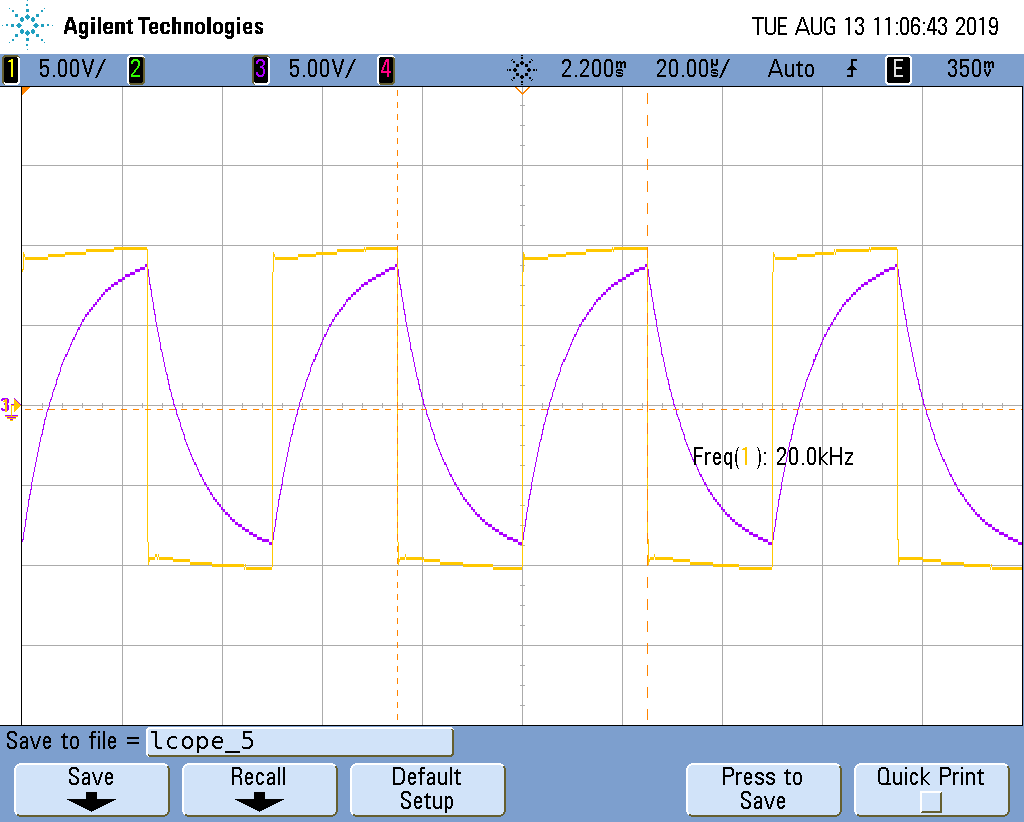 Agilent Technologies TUE AUG 13 11:06:43 2019
1 5.00V/ 2 3 5.00V/ 4 2.200ms 20.00us/ Auto E 350mV
3
Freq(1): 20.0kHz
Save to file = lcope_5
Save Recall Default Setup Press to Save Quick Print